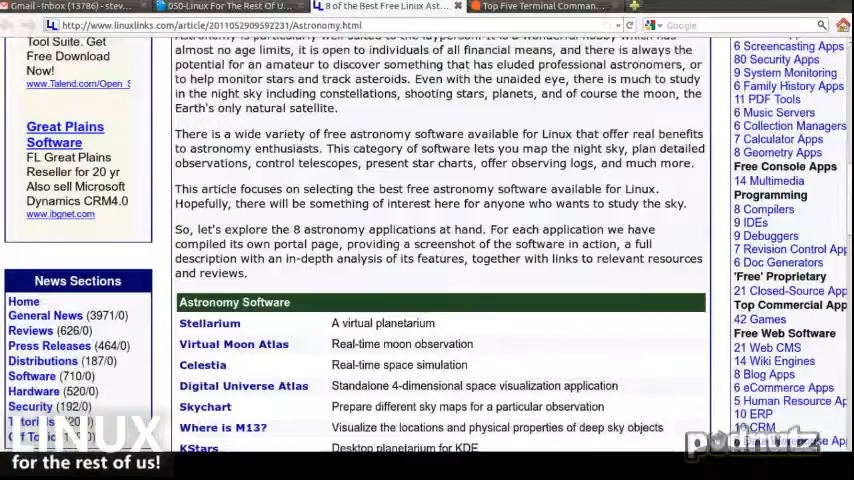 Gmail - Inbox (13786) - stev...
050-Linux For The Rest Of U...
8 of the Best Free Linux Ast...
Top Five Terminal Comman...
http://www.linuxlinks.com/article/2011052909592231/Astronomy.html
Google
Tool Suite. Get
Free Download
Now!
www.Talend.com/Open_S
Great Plains
Software
FL Great Plains
Reseller for 20 yr
Also sell Microsoft
Dynamics CRM4.0
www.ibgnet.com
News Sections
Home
General News (3971/0)
Reviews (626/0)
Press Releases (464/0)
Distributions (187/0)
Software (710/0)
Hardware (520/0)
Security (192/0)
Tutorials
Off Topic
almost no age limits, it is open to individuals of all financial means, and there is always the
potential for an amateur to discover something that has eluded professional astronomers, or
to help monitor stars and track asteroids. Even with the unaided eye, there is much to study
in the night sky including constellations, shooting stars, planets, and of course the moon, the
Earth's only natural satellite.
There is a wide variety of free astronomy software available for Linux that offer real benefits
to astronomy enthusiasts. This category of software lets you map the night sky, plan detailed
observations, control telescopes, present star charts, offer observing logs, and much more.
This article focuses on selecting the best free astronomy software available for Linux.
Hopefully, there will be something of interest here for anyone who wants to study the sky.
So, let's explore the 8 astronomy applications at hand. For each application we have
compiled its own portal page, providing a screenshot of the software in action, a full
description with an in-depth analysis of its features, together with links to relevant resources
and reviews.
Astronomy Software
Stellarium A virtual planetarium
Virtual Moon Atlas Real-time moon observation
Celestia Real-time space simulation
Digital Universe Atlas Standalone 4-dimensional space visualization application
Skychart Prepare different sky maps for a particular observation
Where is M13? Visualize the locations and physical properties of deep sky objects
KStars Desktop planetarium for KDE
6 Screencasting Apps
80 Security Apps
9 System Monitoring
6 Family History Apps
11 PDF Tools
6 Music Servers
6 Collection Managers
7 Calculator Apps
8 Geometry Apps
Free Console Apps
14 Multimedia
Programming
8 Compilers
9 IDEs
9 Debuggers
7 Revision Control App
6 Doc Generators
'Free' Proprietary
21 Closed-Source App
Top Commercial App
42 Games
Free Web Software
21 Web CMS
14 Wiki Engines
8 Blog Apps
6 eCommerce Apps
5 Human Resource Ap
10 ERP
10 CRM
LINUX
for the rest of us!
podnutz